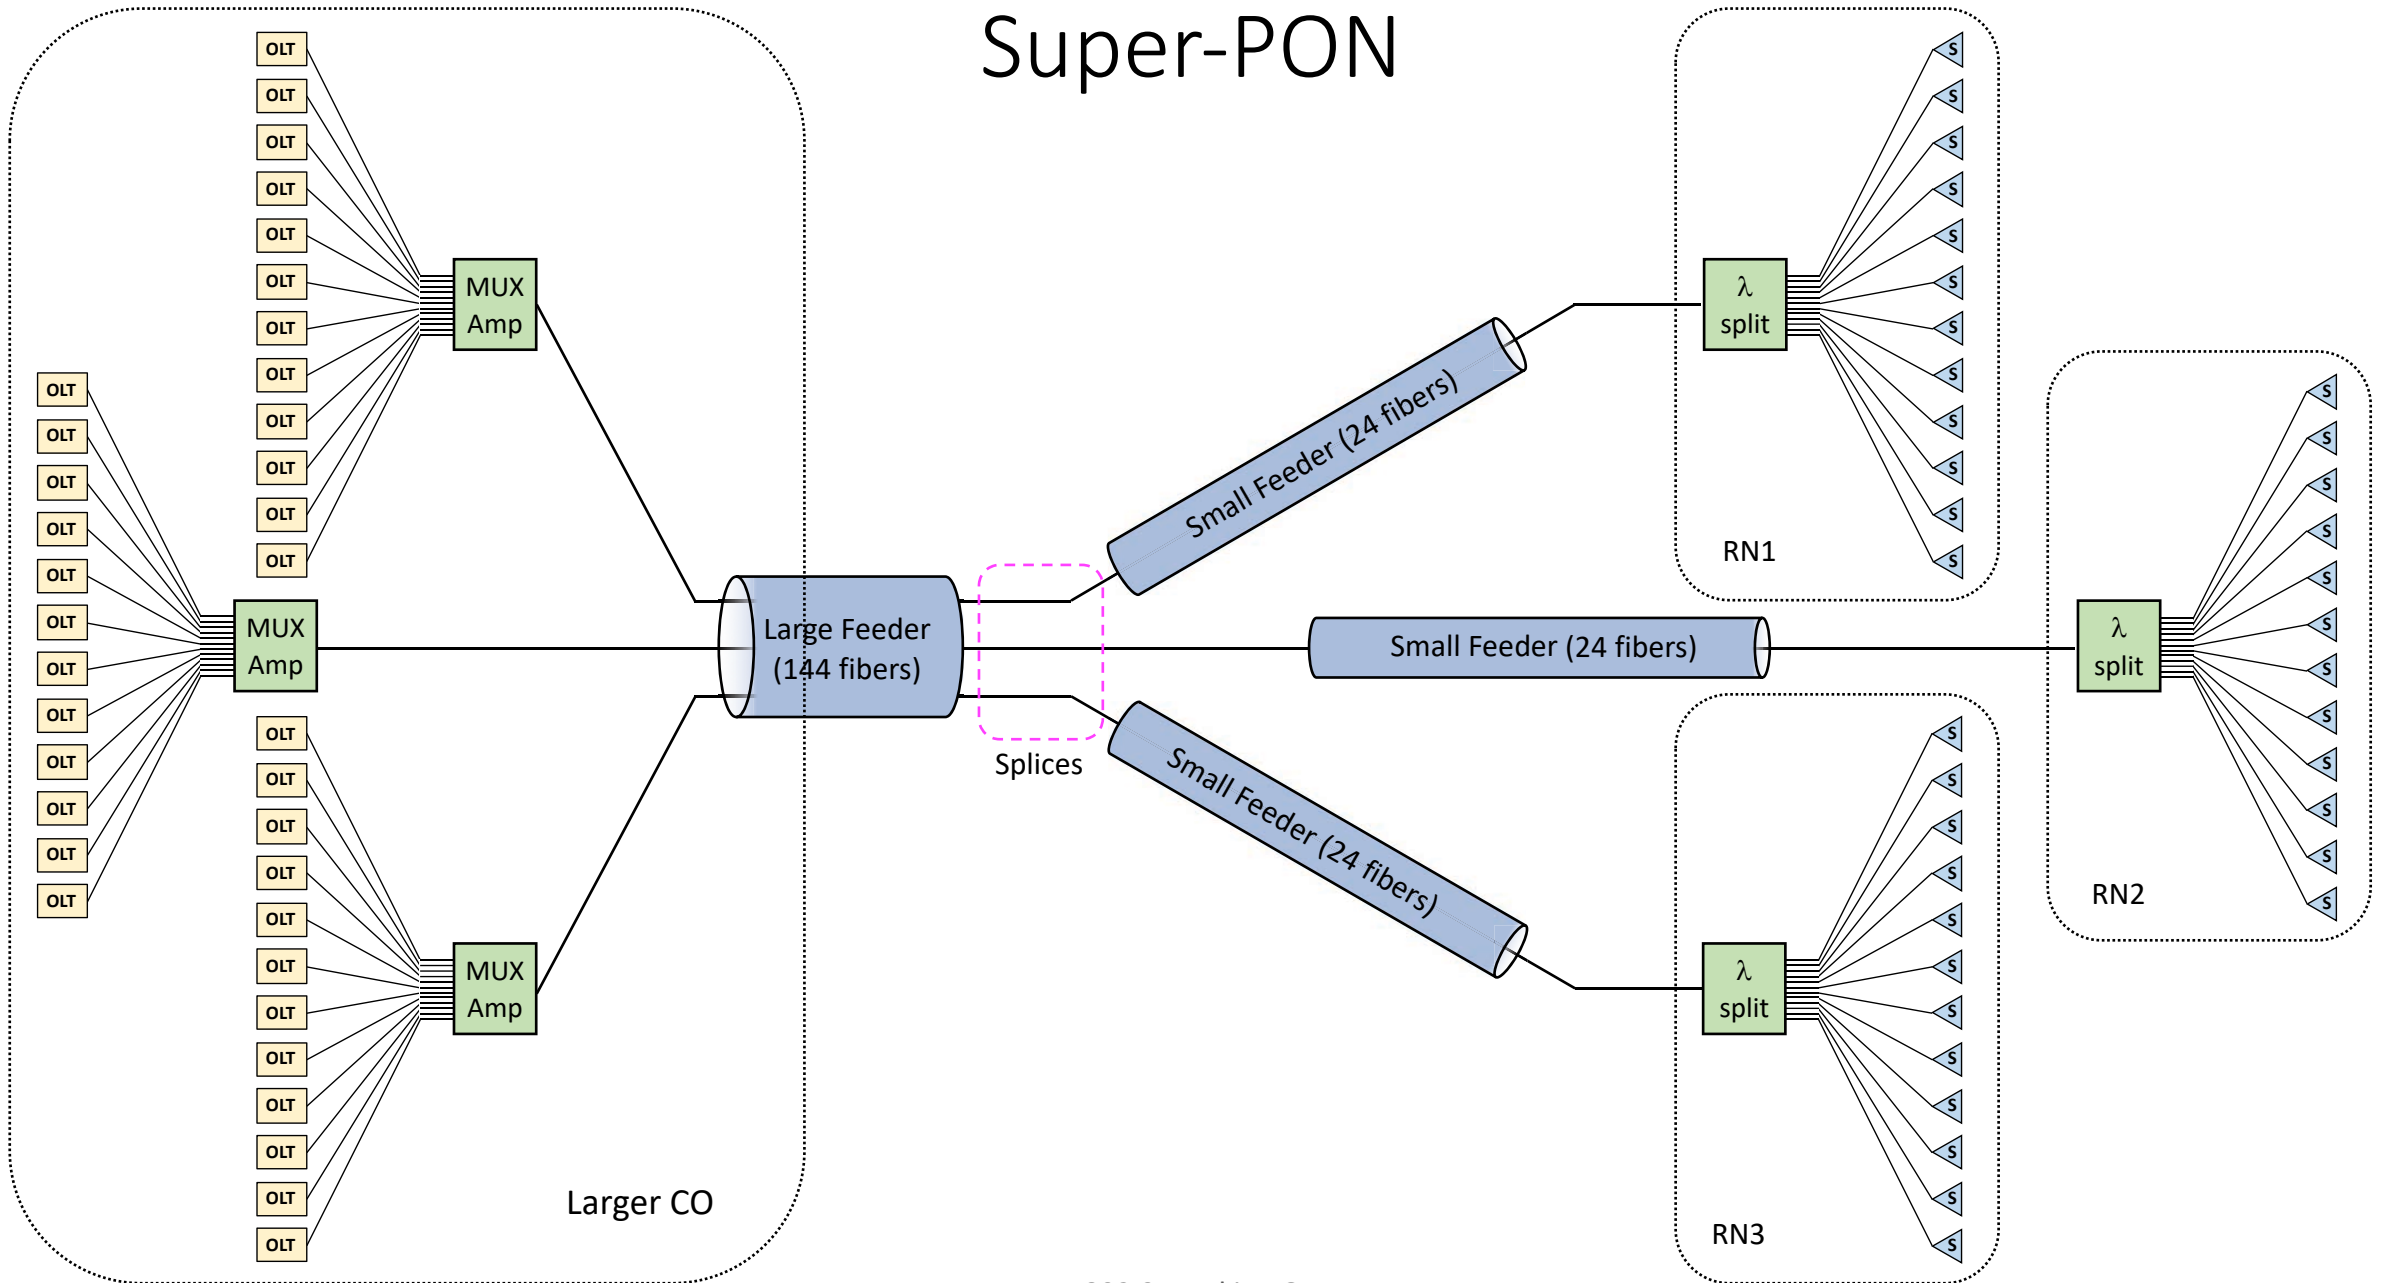 Super-PON
OLT
OLT
OLT
OLT
OLT
OLT
OLT
OLT
OLT
OLT
OLT
OLT
MUX
Amp
OLT
OLT
OLT
OLT
OLT
OLT
OLT
OLT
OLT
OLT
OLT
OLT
MUX
Amp
OLT
OLT
OLT
OLT
OLT
OLT
OLT
OLT
OLT
OLT
OLT
OLT
MUX
Amp
Larger CO
Large Feeder
(144 fibers)
Splices
Small Feeder (24 fibers)
Small Feeder (24 fibers)
Small Feeder (24 fibers)
λ
split
S
S
S
S
S
S
S
S
S
S
S
S
RN1
λ
split
S
S
S
S
S
S
S
S
S
S
S
S
RN2
λ
split
S
S
S
S
S
S
S
S
S
S
S
S
RN3